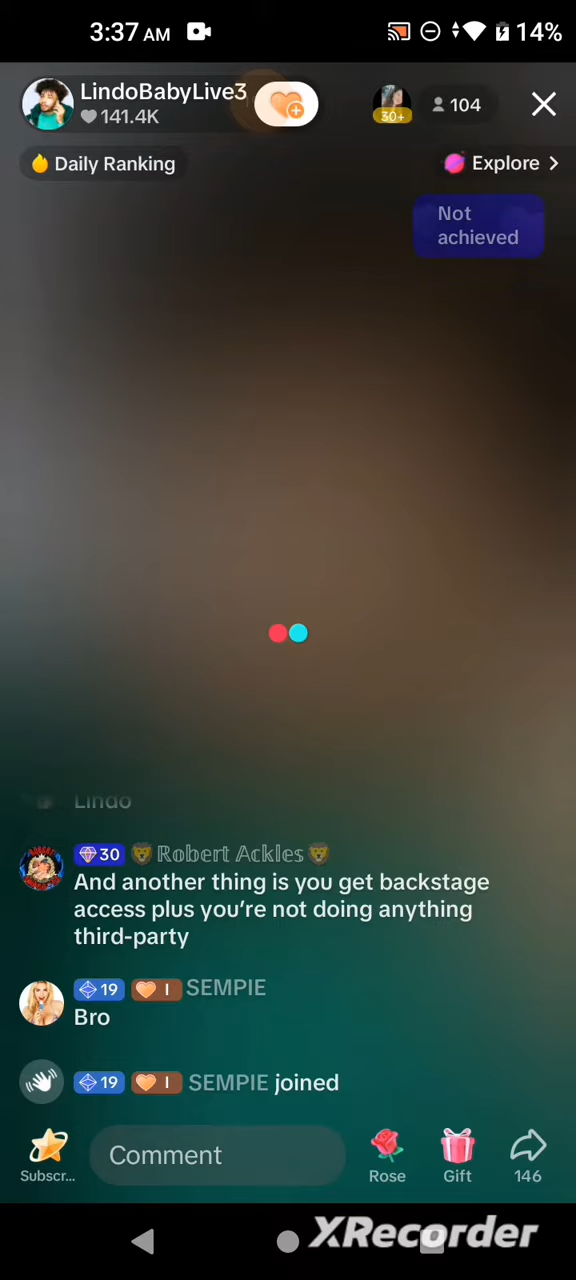 3:37 AM 14%
LindoBabyLive3
141.4K
30+
104
Daily Ranking
Explore >
Not
achieved
Lindo
30 ℝ𝕠𝕓𝕖𝕣𝕥 𝔸𝕔𝕜𝕝𝕖𝕤
And another thing is you get backstage
access plus you’re not doing anything
third-party
19 I SEMPIE
Bro
19 I SEMPIE joined
Comment
Subscr...
Rose
Gift
146
XRecorder